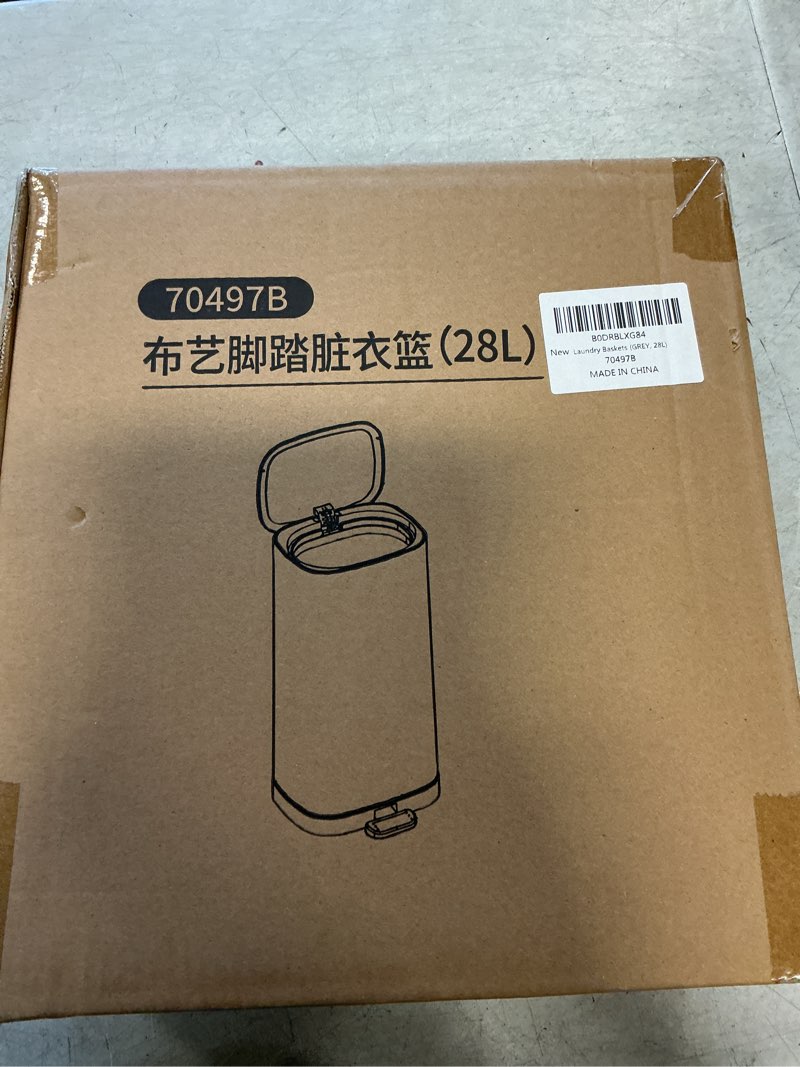 70497B
布艺脚踏脏衣篮(28L)
B0DRBLXG84
New Laundry Baskets (GREY, 28L)
70497B
MADE IN CHINA